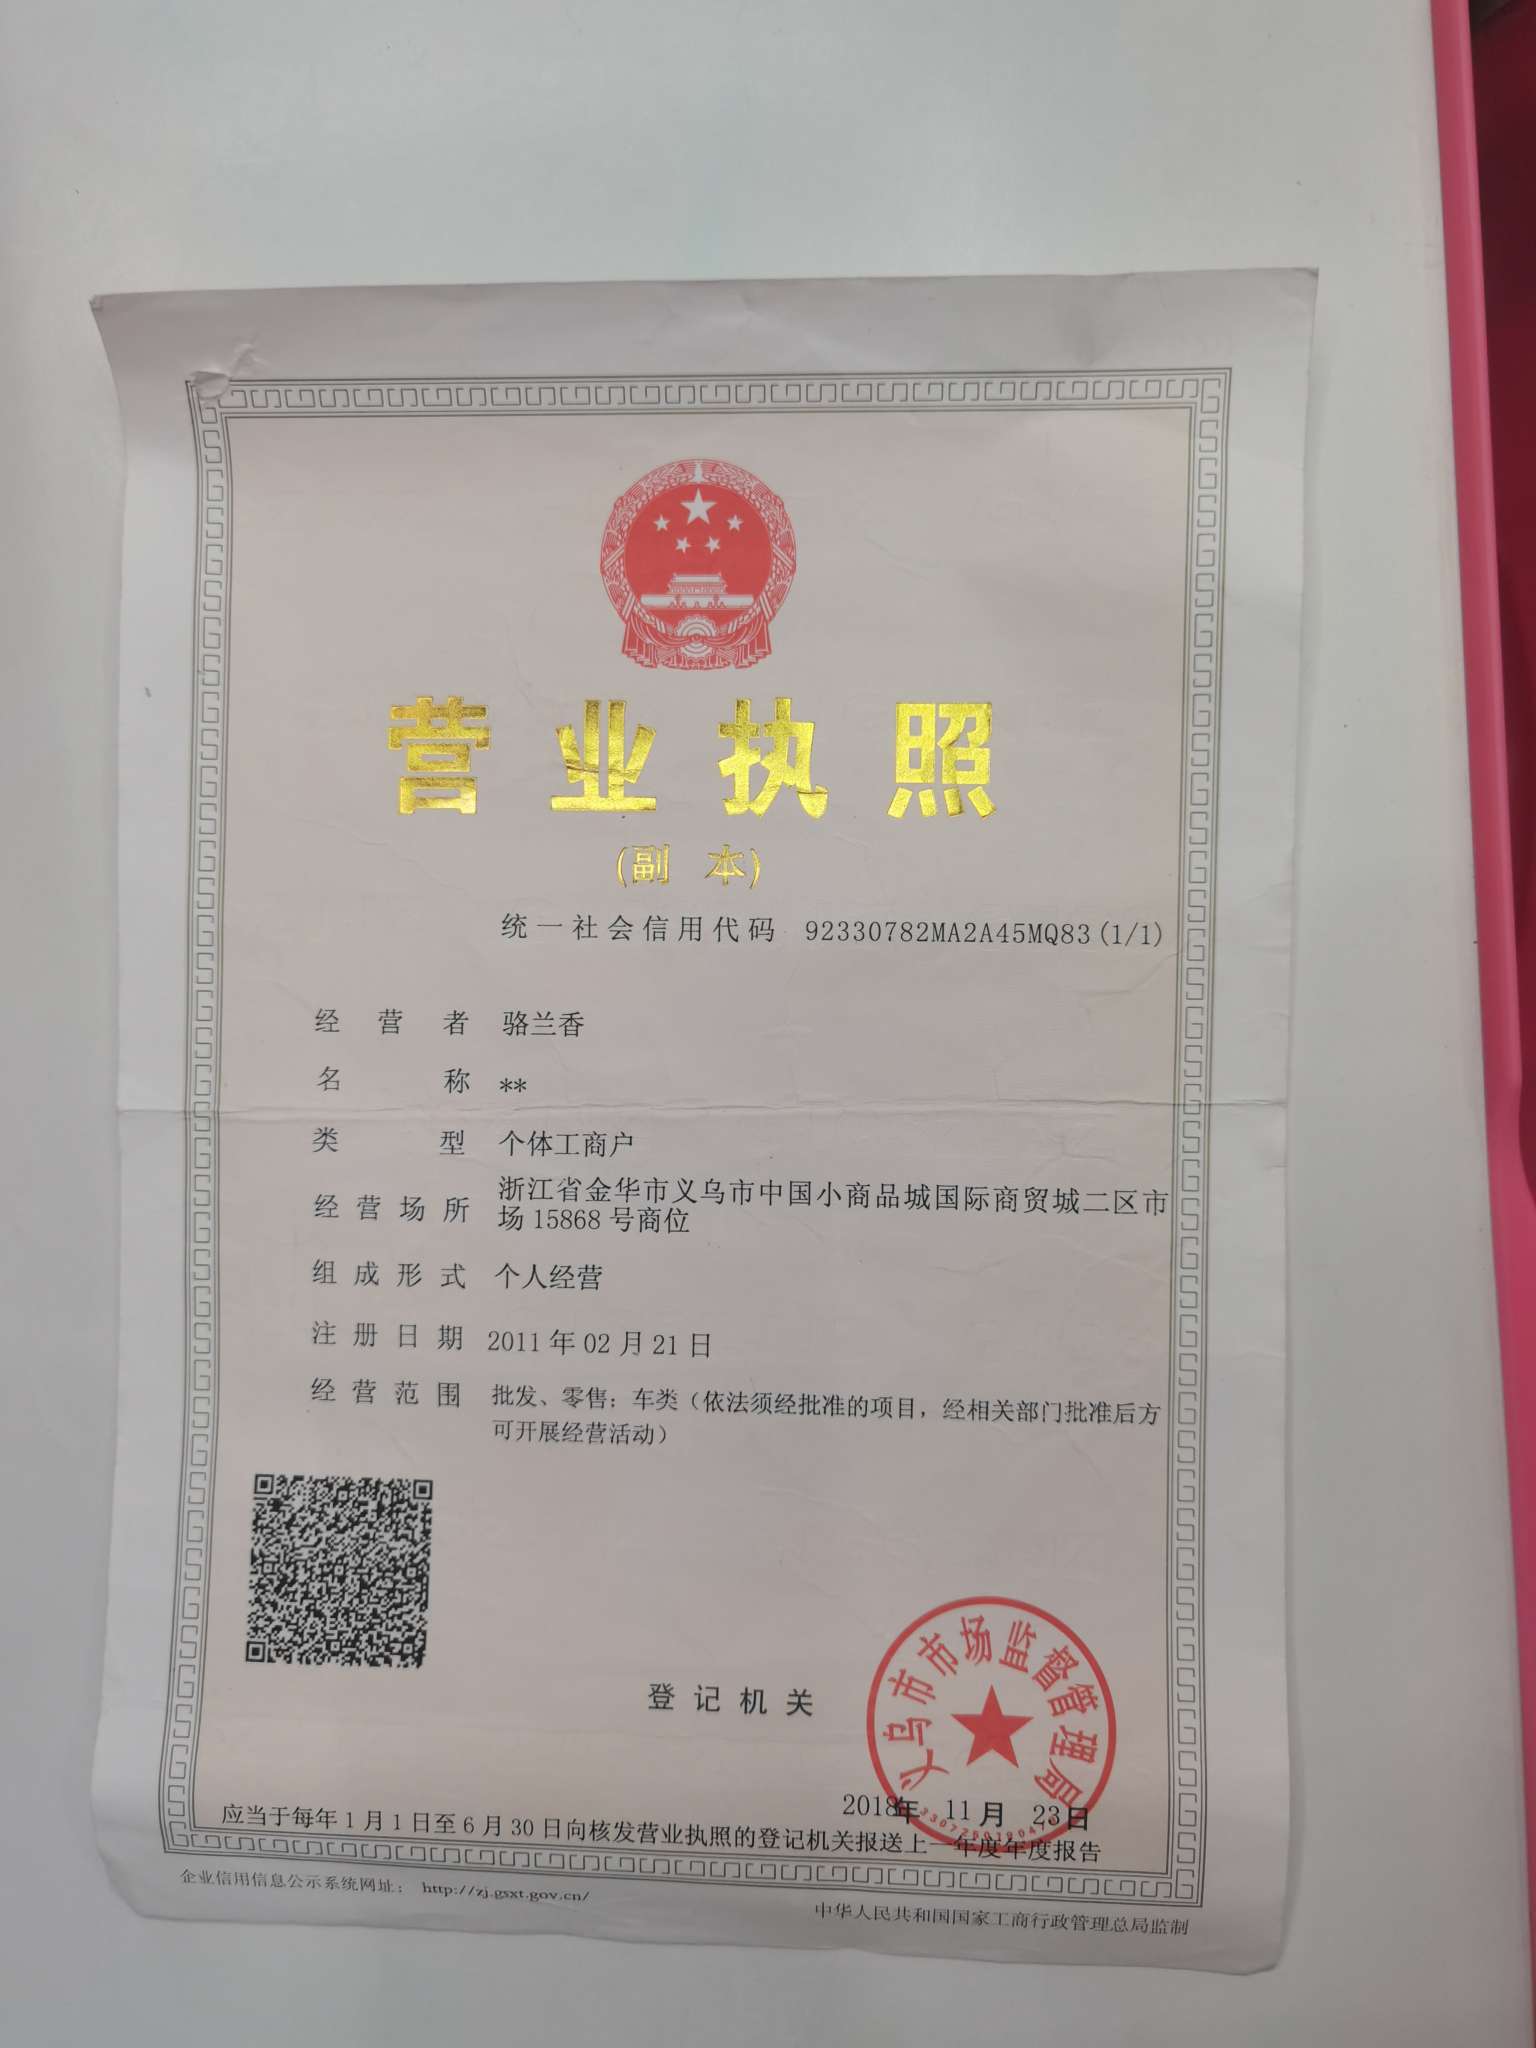 营业执照
(副 本)
统一社会信用代码 92330782MA2A45MQ83(1/1)
经营者 骆兰香
名称 **
类型 个体工商户
经营场所 浙江省金华市义乌市中国小商品城国际商贸城二区市
场 15868 号商位
组成形式 个人经营
注册日期 2011 年 02 月 21 日
经营范围 批发、零售：车类（依法须经批准的项目，经相关部门批准后方
可开展经营活动）
登记机关
义乌市市场监督管理局
2018年 11 月 23日
应当于每年 1 月 1 日至 6 月 30 日向核发营业执照的登记机关报送上一年度年度报告
企业信用信息公示系统网址： http://zj.gsxt.gov.cn/
中华人民共和国国家工商行政管理总局监制